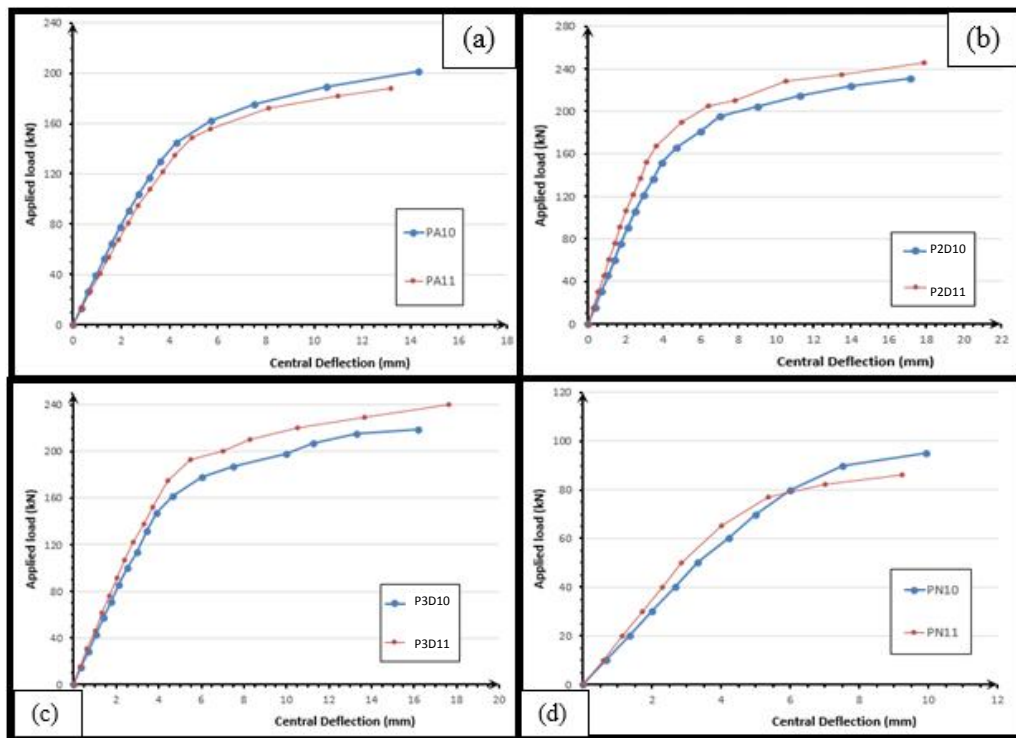 (a)
240
200
160
120
80
40
0
Applied load (kN)
PA10
PA11
0 2 4 6 8 10 12 14 16 18
Central Deflection (mm)
(b)
280
240
200
160
120
80
40
0
Applied load (kN)
P2D10
P2D11
0 2 4 6 8 10 12 14 16 18 20 22
Central Deflection (mm)
240
200
160
120
80
40
0
Applied load (kN)
P3D10
P3D11
0 2 4 6 8 10 12 14 16 18 20
Central Deflection (mm)
(c)
120
100
80
60
40
20
0
Applied load (kN)
PN10
PN11
0 2 4 6 8 10 12
Central Deflection (mm)
(d)